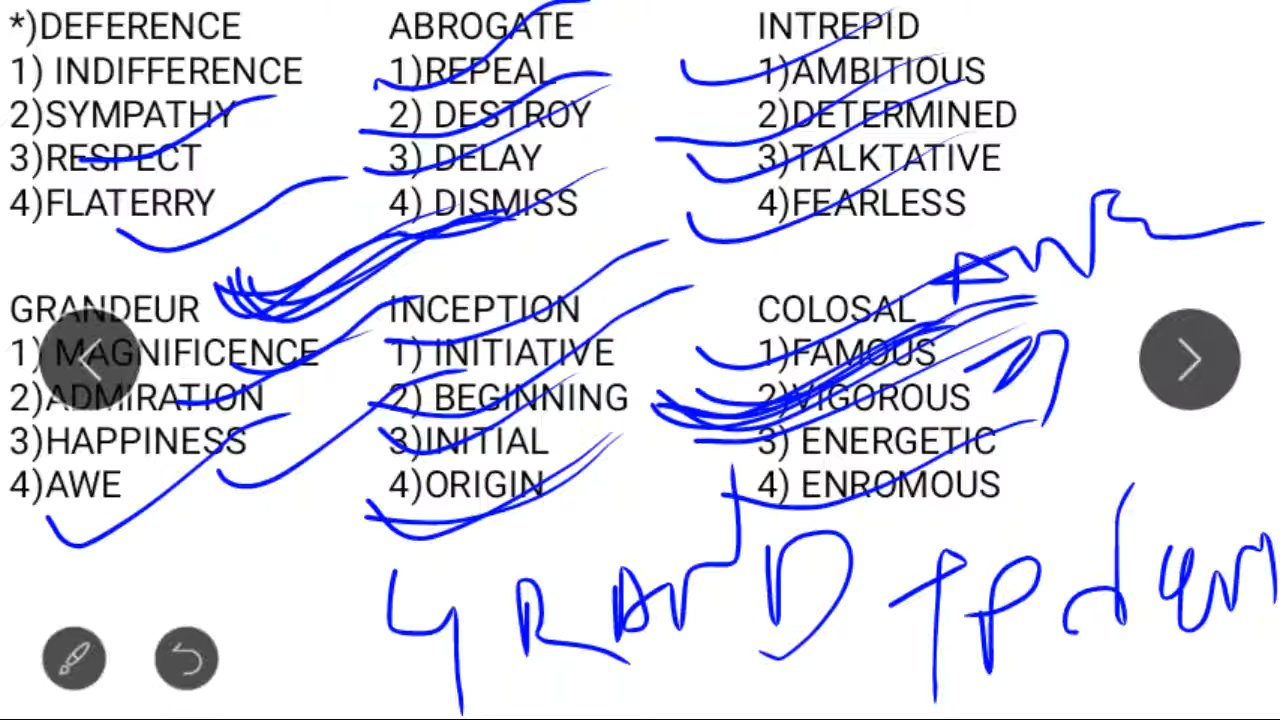 *)DEFERENCE
1) INDIFFERENCE
2)SYMPATHY
3)RESPECT
4)FLATERRY
ABROGATE
1)REPEAL
2) DESTROY
3) DELAY
4) DISMISS
INTREPID
1)AMBITIOUS
2)DETERMINED
3)TALKTATIVE
4)FEARLESS
GRANDEUR
1) MAGNIFICENCE
2)ADMIRATION
3)HAPPINESS
4)AWE
INCEPTION
1) INITIATIVE
2) BEGINNING
3)INITIAL
4)ORIGIN
COLOSAL
1)FAMOUS
2)VIGOROUS
3) ENERGETIC
4) ENROMOUS